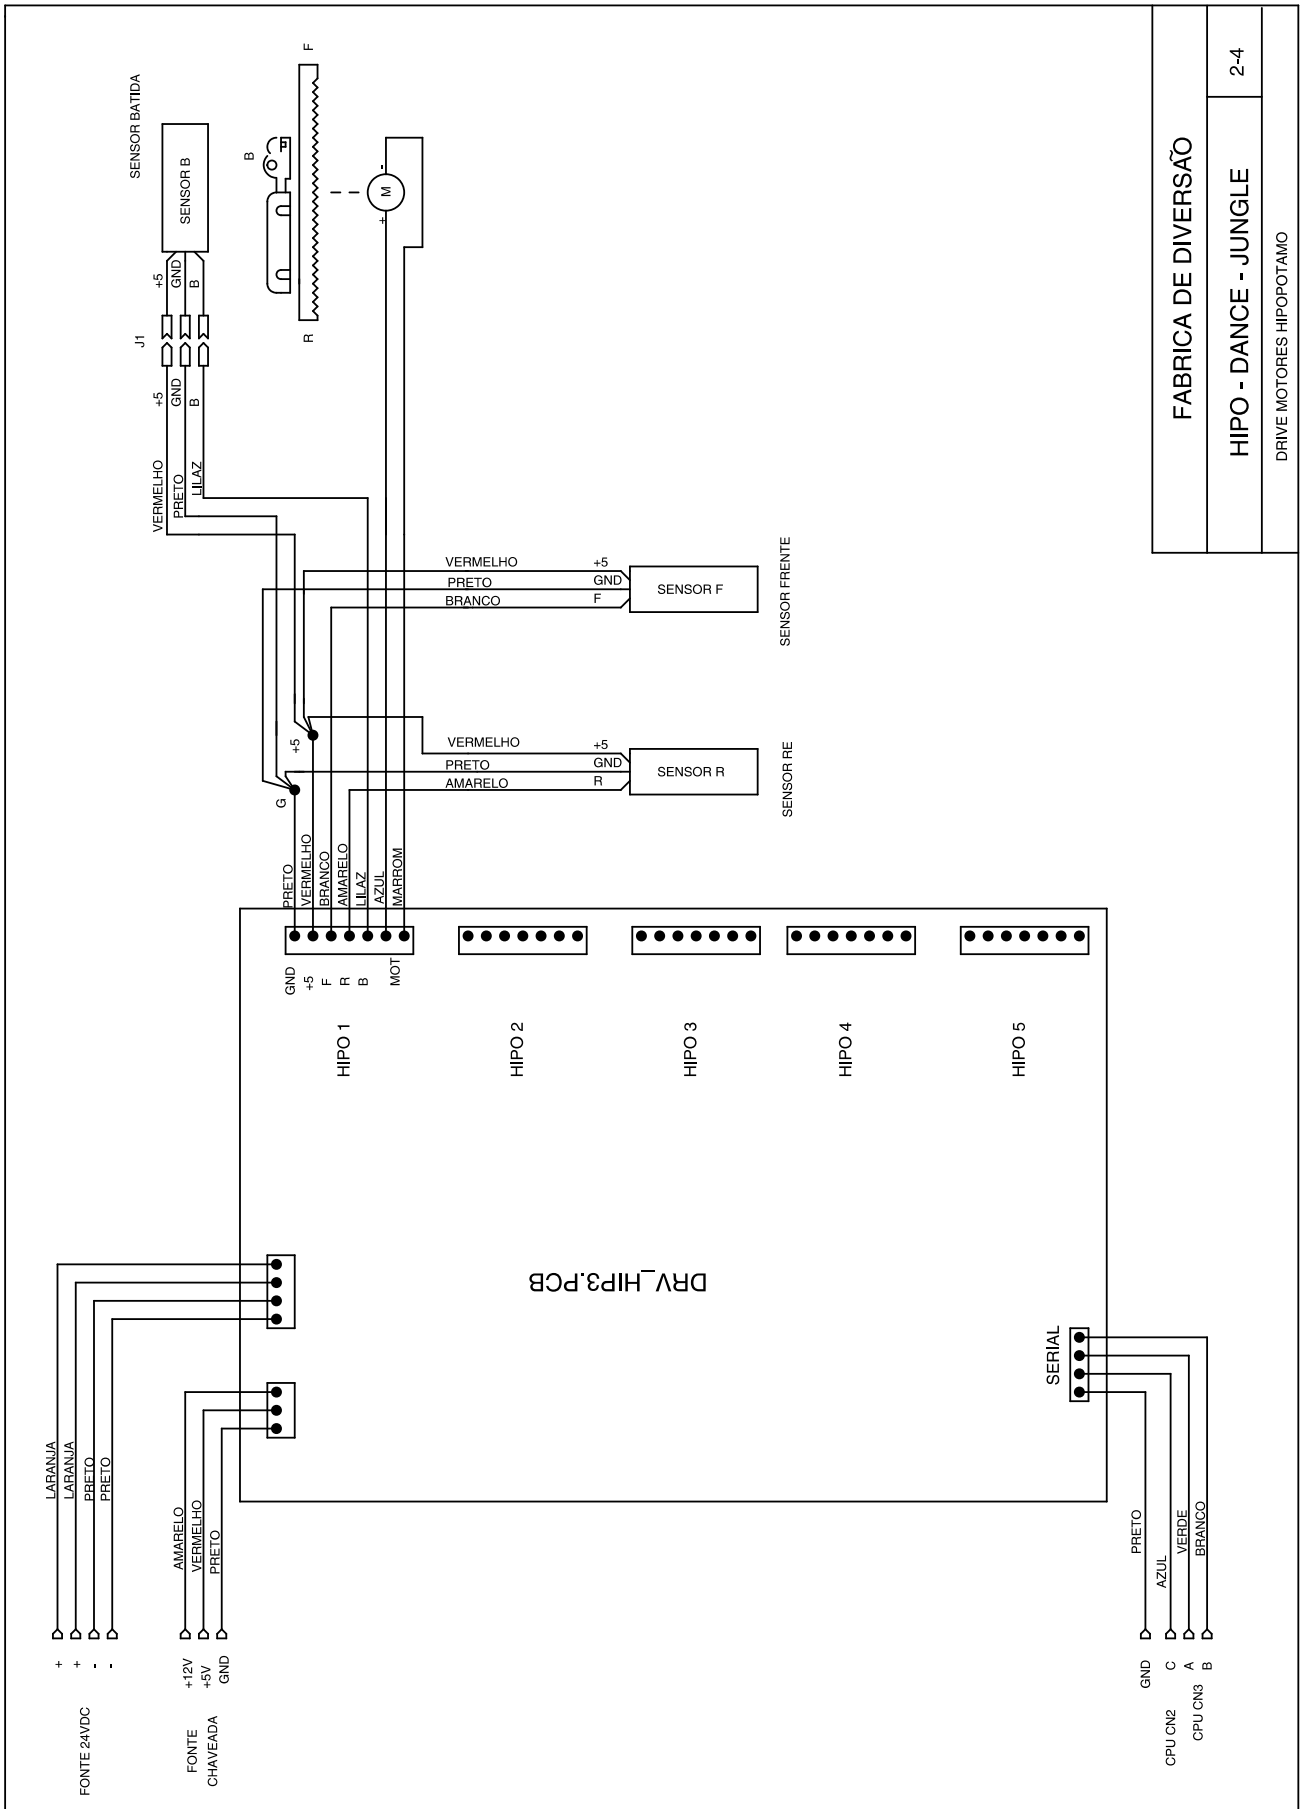 FONTE 24VDC
+
+
-
-
LARANJA
LARANJA
PRETO
PRETO
FONTE
CHAVEADA
+12V
+5V
GND
AMARELO
VERMELHO
PRETO
DRV_HIP3.PCB
SERIAL
PRETO
AZUL
VERDE
BRANCO
GND
C
A
B
CPU CN2
CPU CN3
HIPO 1
HIPO 2
HIPO 3
HIPO 4
HIPO 5
GND
+5
F
R
B
MOT
PRETO
VERMELHO
BRANCO
AMARELO
LILAZ
AZUL
MARROM
G
+5
VERMELHO
PRETO
AMARELO
+5
GND
R
SENSOR R
SENSOR RE
VERMELHO
PRETO
BRANCO
+5
GND
F
SENSOR F
SENSOR FRENTE
VERMELHO
PRETO
LILAZ
+5
GND
B
J1
+5
GND
B
SENSOR B
SENSOR BATIDA
R
B
F
+
M
-
FABRICA DE DIVERSÃO
HIPO - DANCE - JUNGLE
2-4
DRIVE MOTORES HIPOPOTAMO